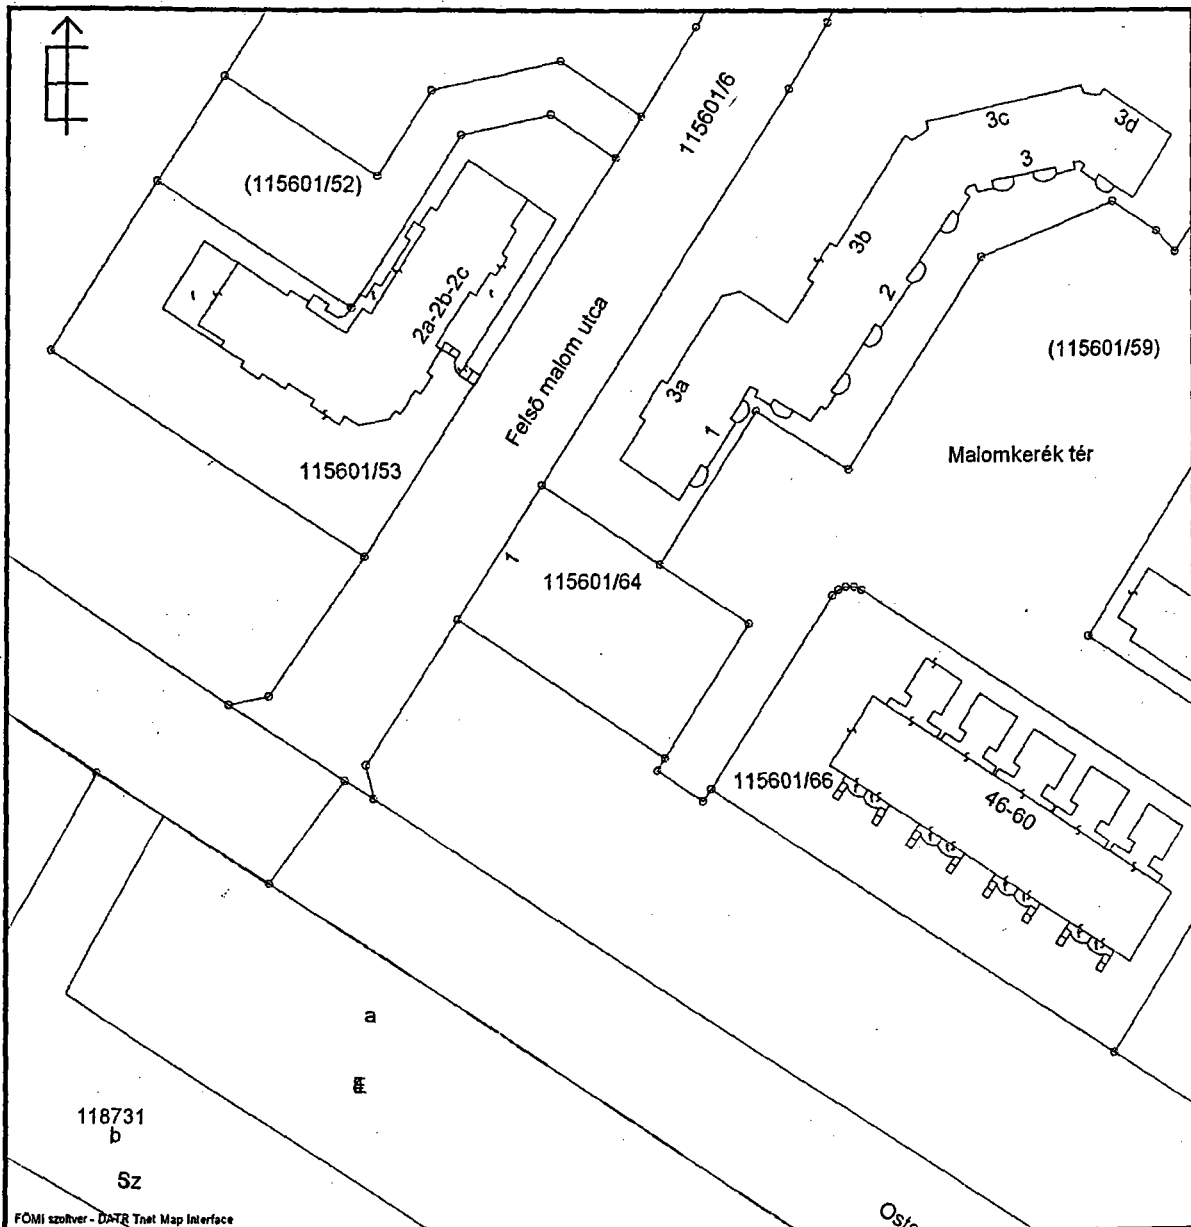 115601/6
3c
3d
3
(115601/52)
3b
2a-2b-2c
2
Felső malom utca
(115601/59)
3a
1
Malomkerék tér
115601/53
1
115601/64
115601/66
46-60
a
118731
b
Sz
FÖMI szoftver - DATR Tnet Map Interface